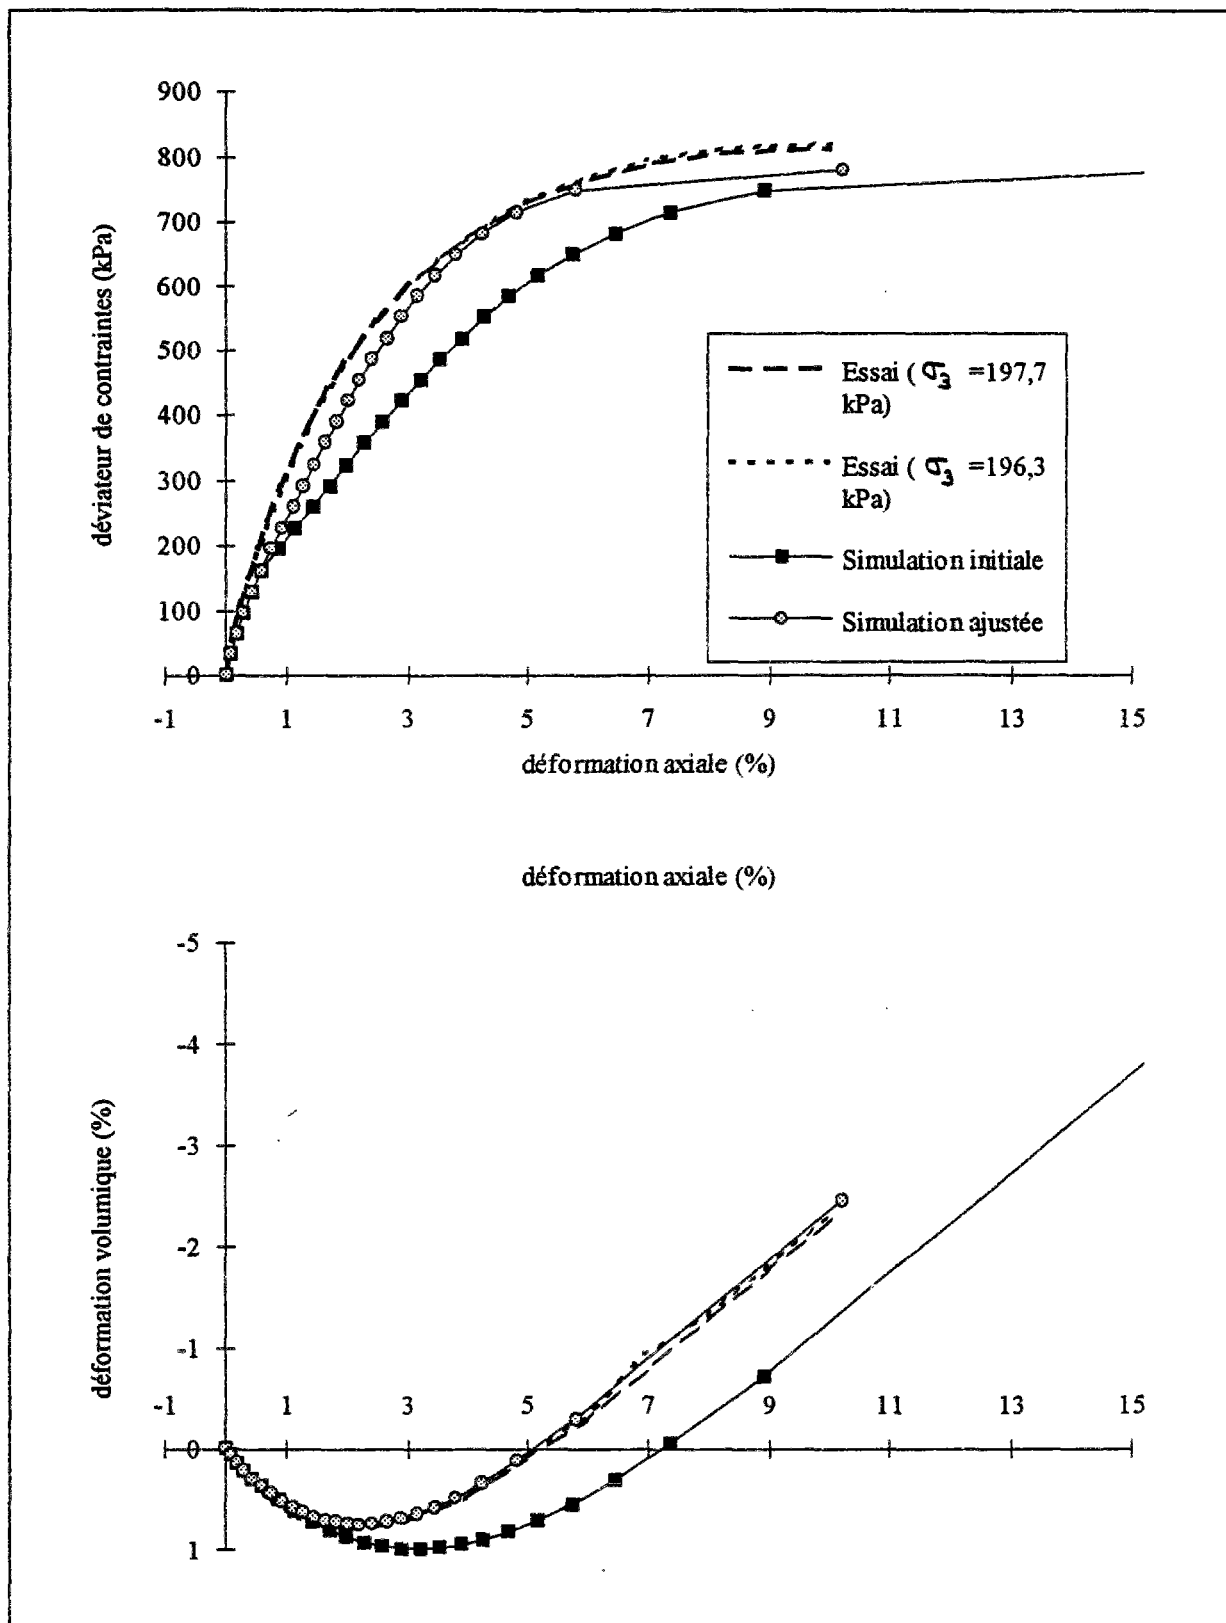 900
800
700
600
500
400
300
200
100
0
déviateur de contraintes (kPa)
-1 1 3 5 7 9 11 13 15
déformation axiale (%)
Essai ( σ3 =197,7
kPa)
Essai ( σ3 =196,3
kPa)
Simulation initiale
Simulation ajustée
déformation axiale (%)
-5
-4
-3
-2
-1
0
1
déformation volumique (%)
-1 1 3 5 7 9 11 13 15